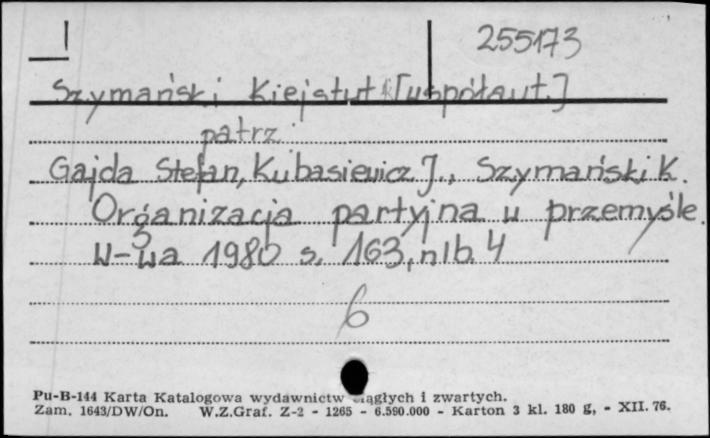 I 255173
Szymański Kiejstut [współaut.]
patrz
Gajda Stefan, Kubasiewicz J., Szymański K.
Organizacja partyjna w przemyśle.
W-wa 1980 s. 163, nlb. 4
6
Pu-B-144 Karta Katalogowa wydawnictw ciągłych i zwartych.
Zam. 1643/DW/On. W.Z.Graf. Z-2 - 1265 - 6.590.000 - Karton 3 kl. 180 g, - XII. 76.